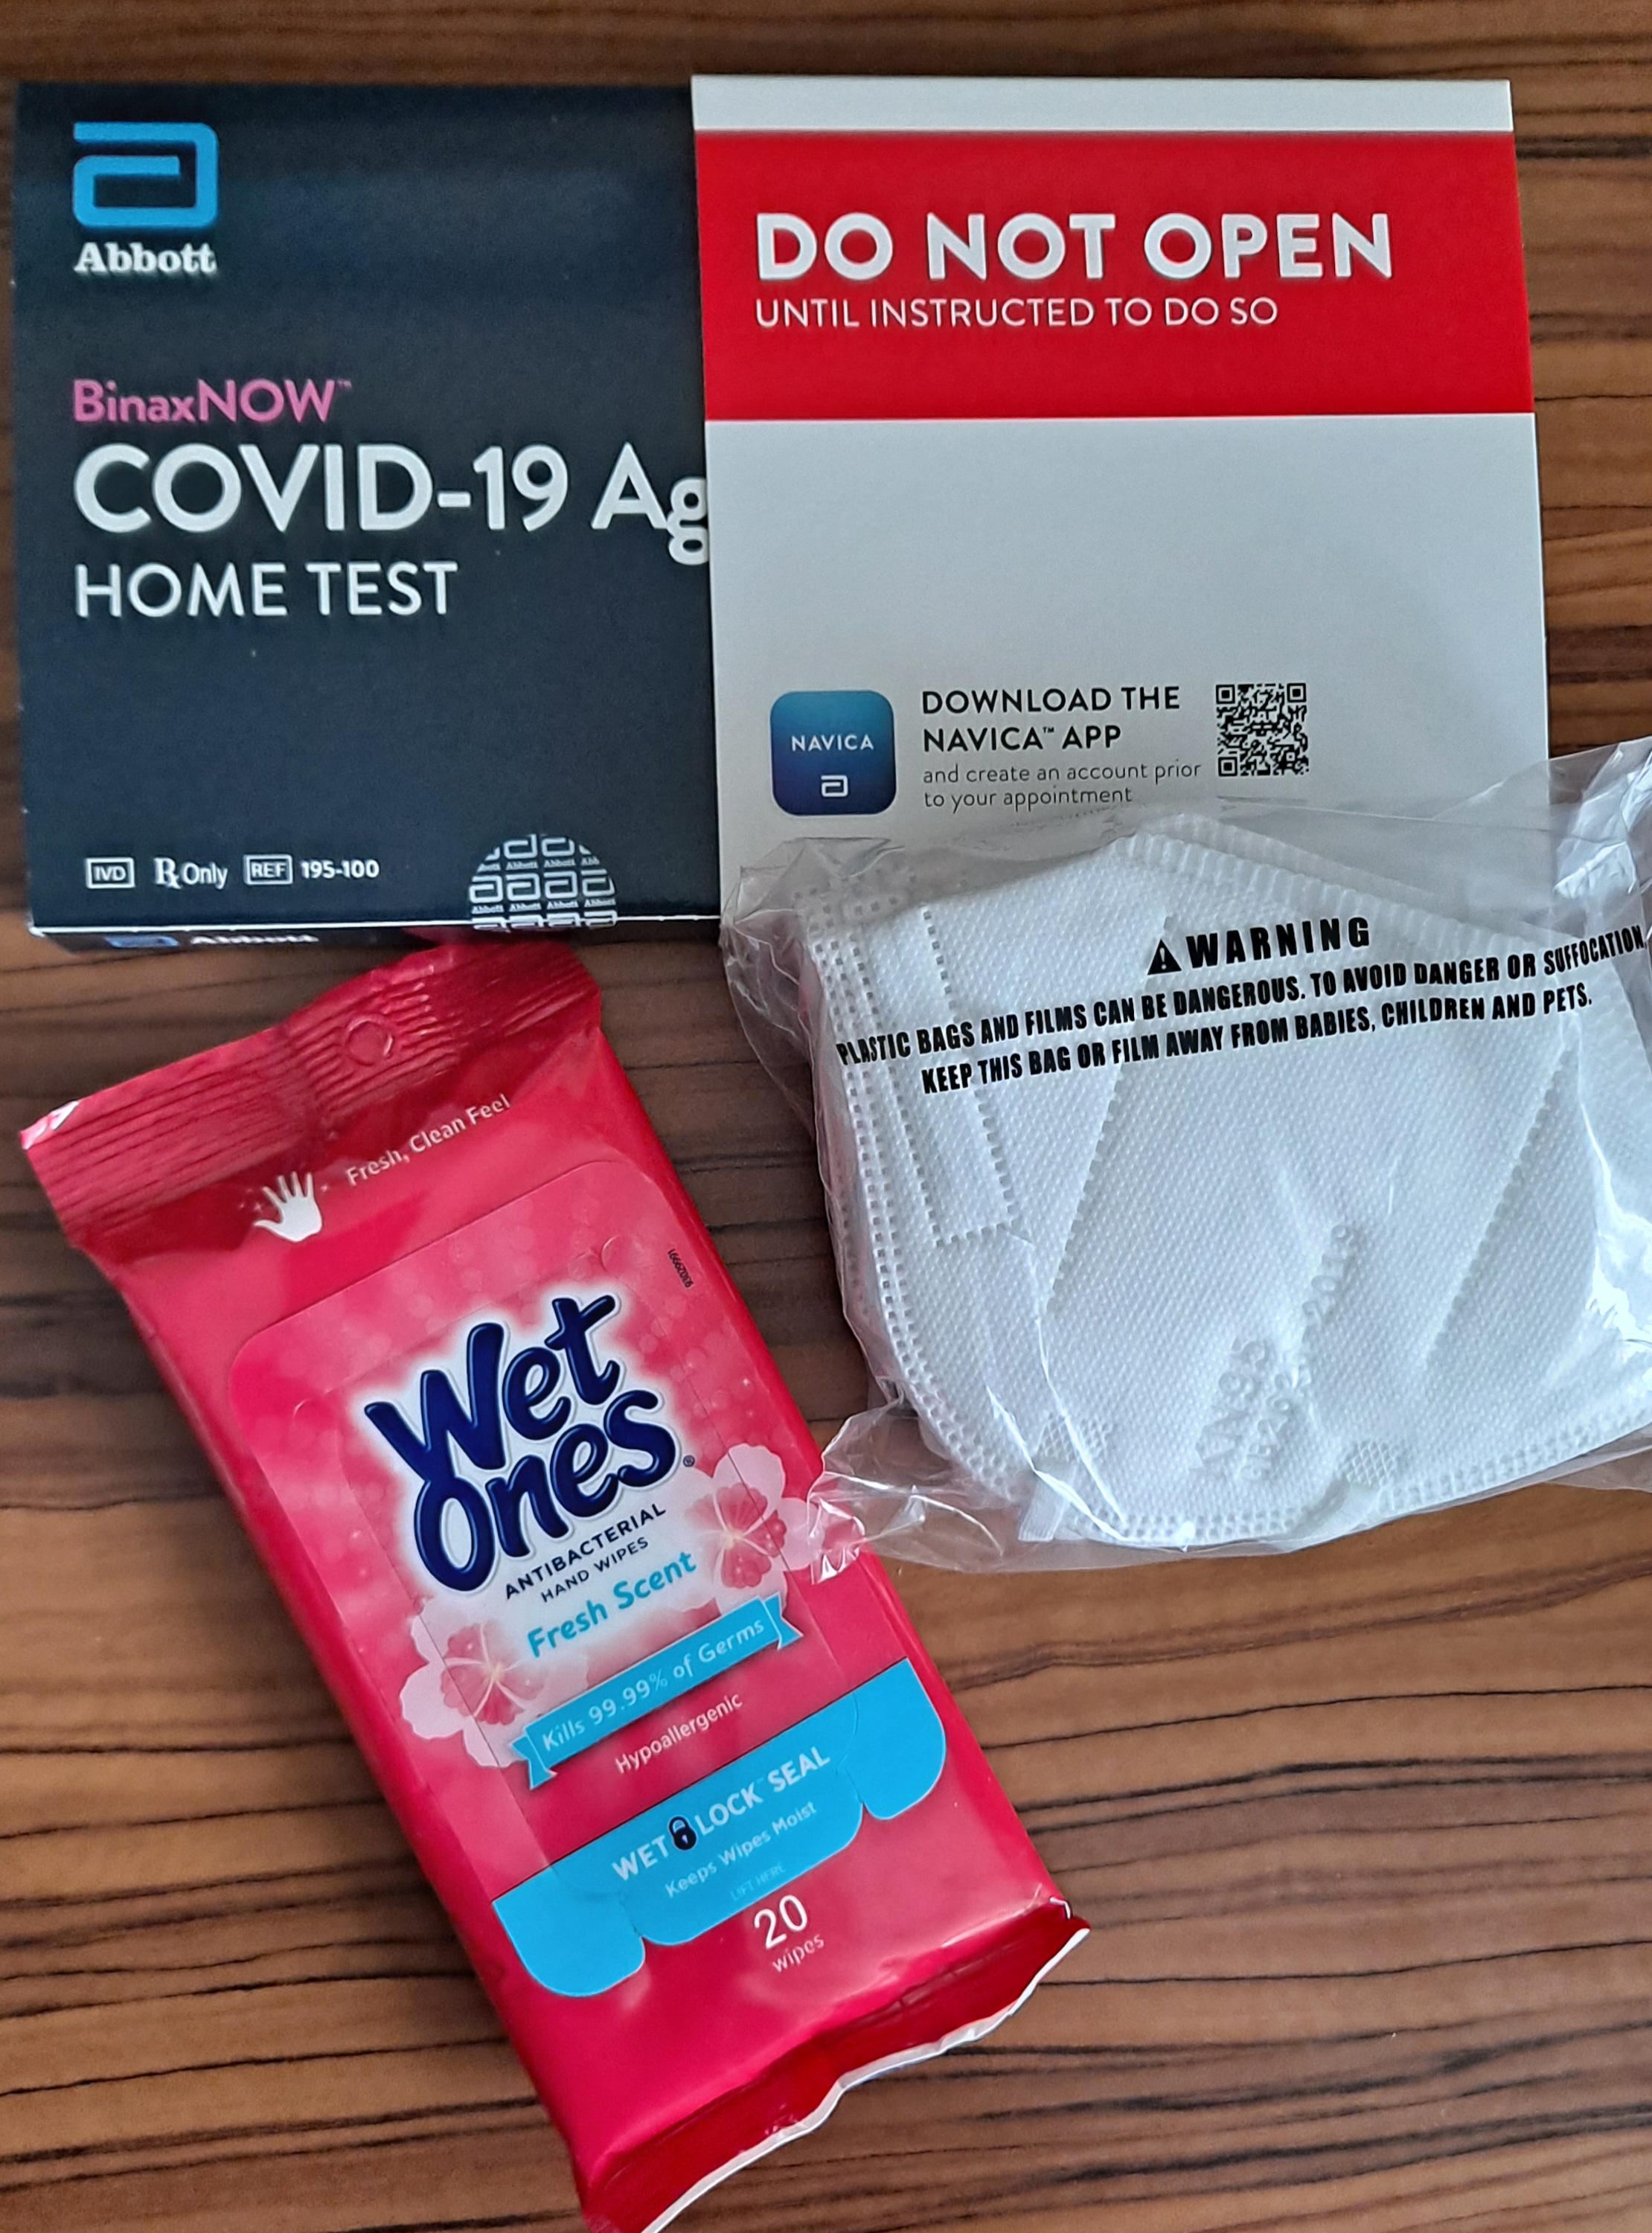 Abbott
BinaxNOW™
COVID-19 Ag
HOME TEST
IVD Rx Only REF 195-100
Abbott
DO NOT OPEN
UNTIL INSTRUCTED TO DO SO
NAVICA
DOWNLOAD THE
NAVICA™ APP
and create an account prior
to your appointment
WARNING
PLASTIC BAGS AND FILMS CAN BE DANGEROUS. TO AVOID DANGER OR SUFFOCATION,
KEEP THIS BAG OR FILM AWAY FROM BABIES, CHILDREN AND PETS.
Fresh, Clean Feel
Wet
Ones®
ANTIBACTERIAL
HAND WIPES
Fresh Scent
Kills 99.99% of Germs
Hypoallergenic
WET LOCK™ SEAL
Keeps Wipes Moist
LIFT HERE
20
wipes